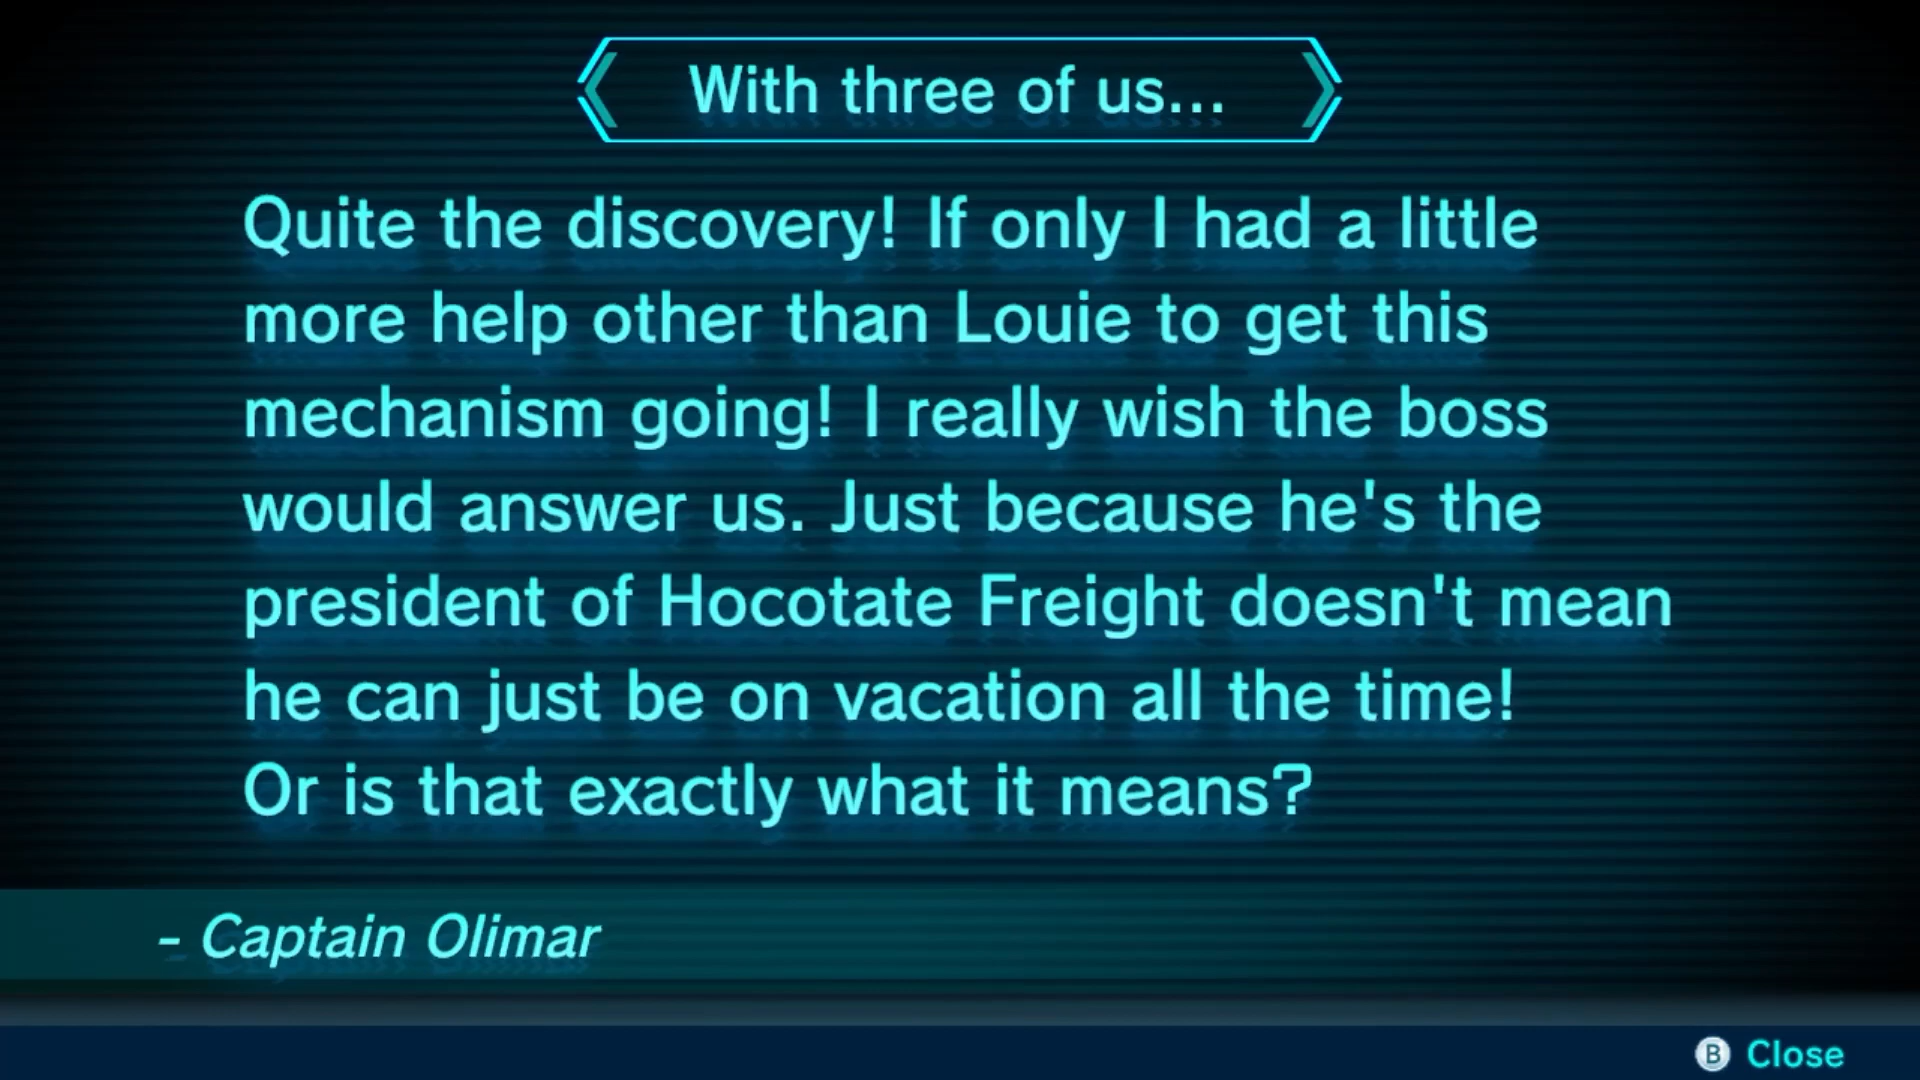 With three of us...
Quite the discovery! If only I had a little
more help other than Louie to get this
mechanism going! I really wish the boss
would answer us. Just because he's the
president of Hocotate Freight doesn't mean
he can just be on vacation all the time!
Or is that exactly what it means?
- Captain Olimar
B Close